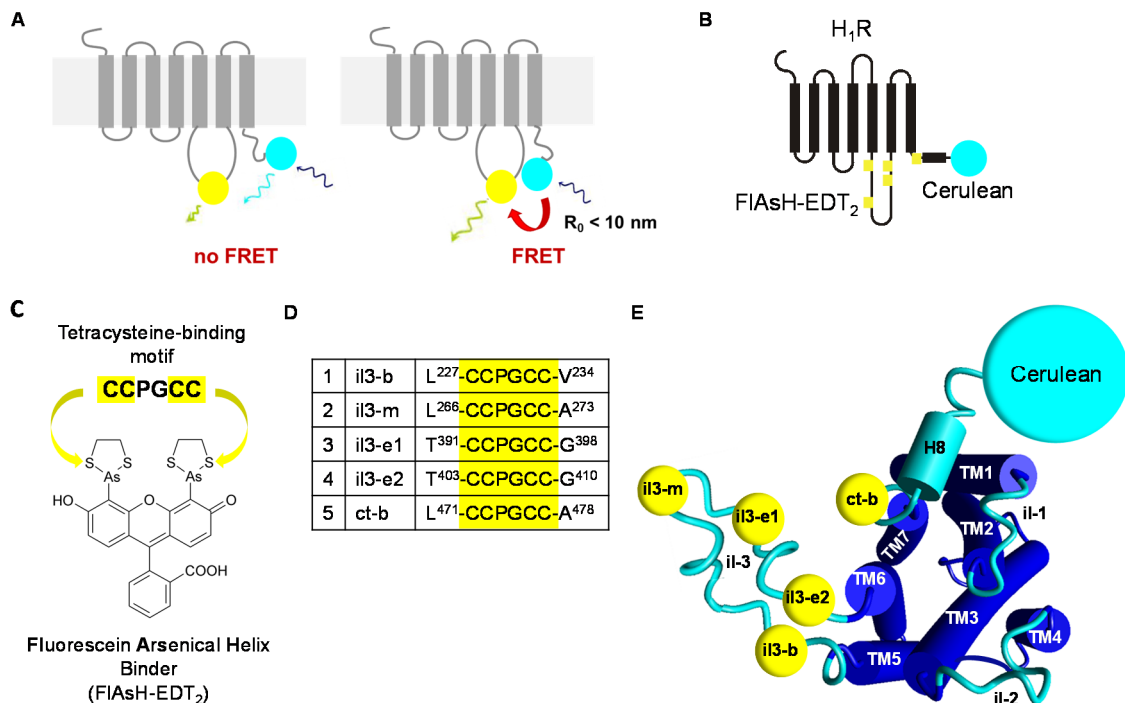 A
no FRET
FRET
R₀ < 10 nm
B
H₁R
FlAsH-EDT₂
Cerulean
C
Tetracysteine-binding
motif
CCPGCC
S S S S
As As
HO O O
COOH
Fluorescein Arsenical Helix
Binder
(FlAsH-EDT₂)
D
1 il3-b L²²⁷-CCPGCC-V²³⁴
2 il3-m L²⁶⁶-CCPGCC-A²⁷³
3 il3-e1 T³⁹¹-CCPGCC-G³⁹⁸
4 il3-e2 T⁴⁰³-CCPGCC-G⁴¹⁰
5 ct-b L⁴⁷¹-CCPGCC-A⁴⁷⁸
E
Cerulean
H8
TM1
ct-b
il3-m
il3-e1
TM2
il-1
TM7
il-3
TM6
il3-e2
TM3
TM4
il3-b
TM5
il-2